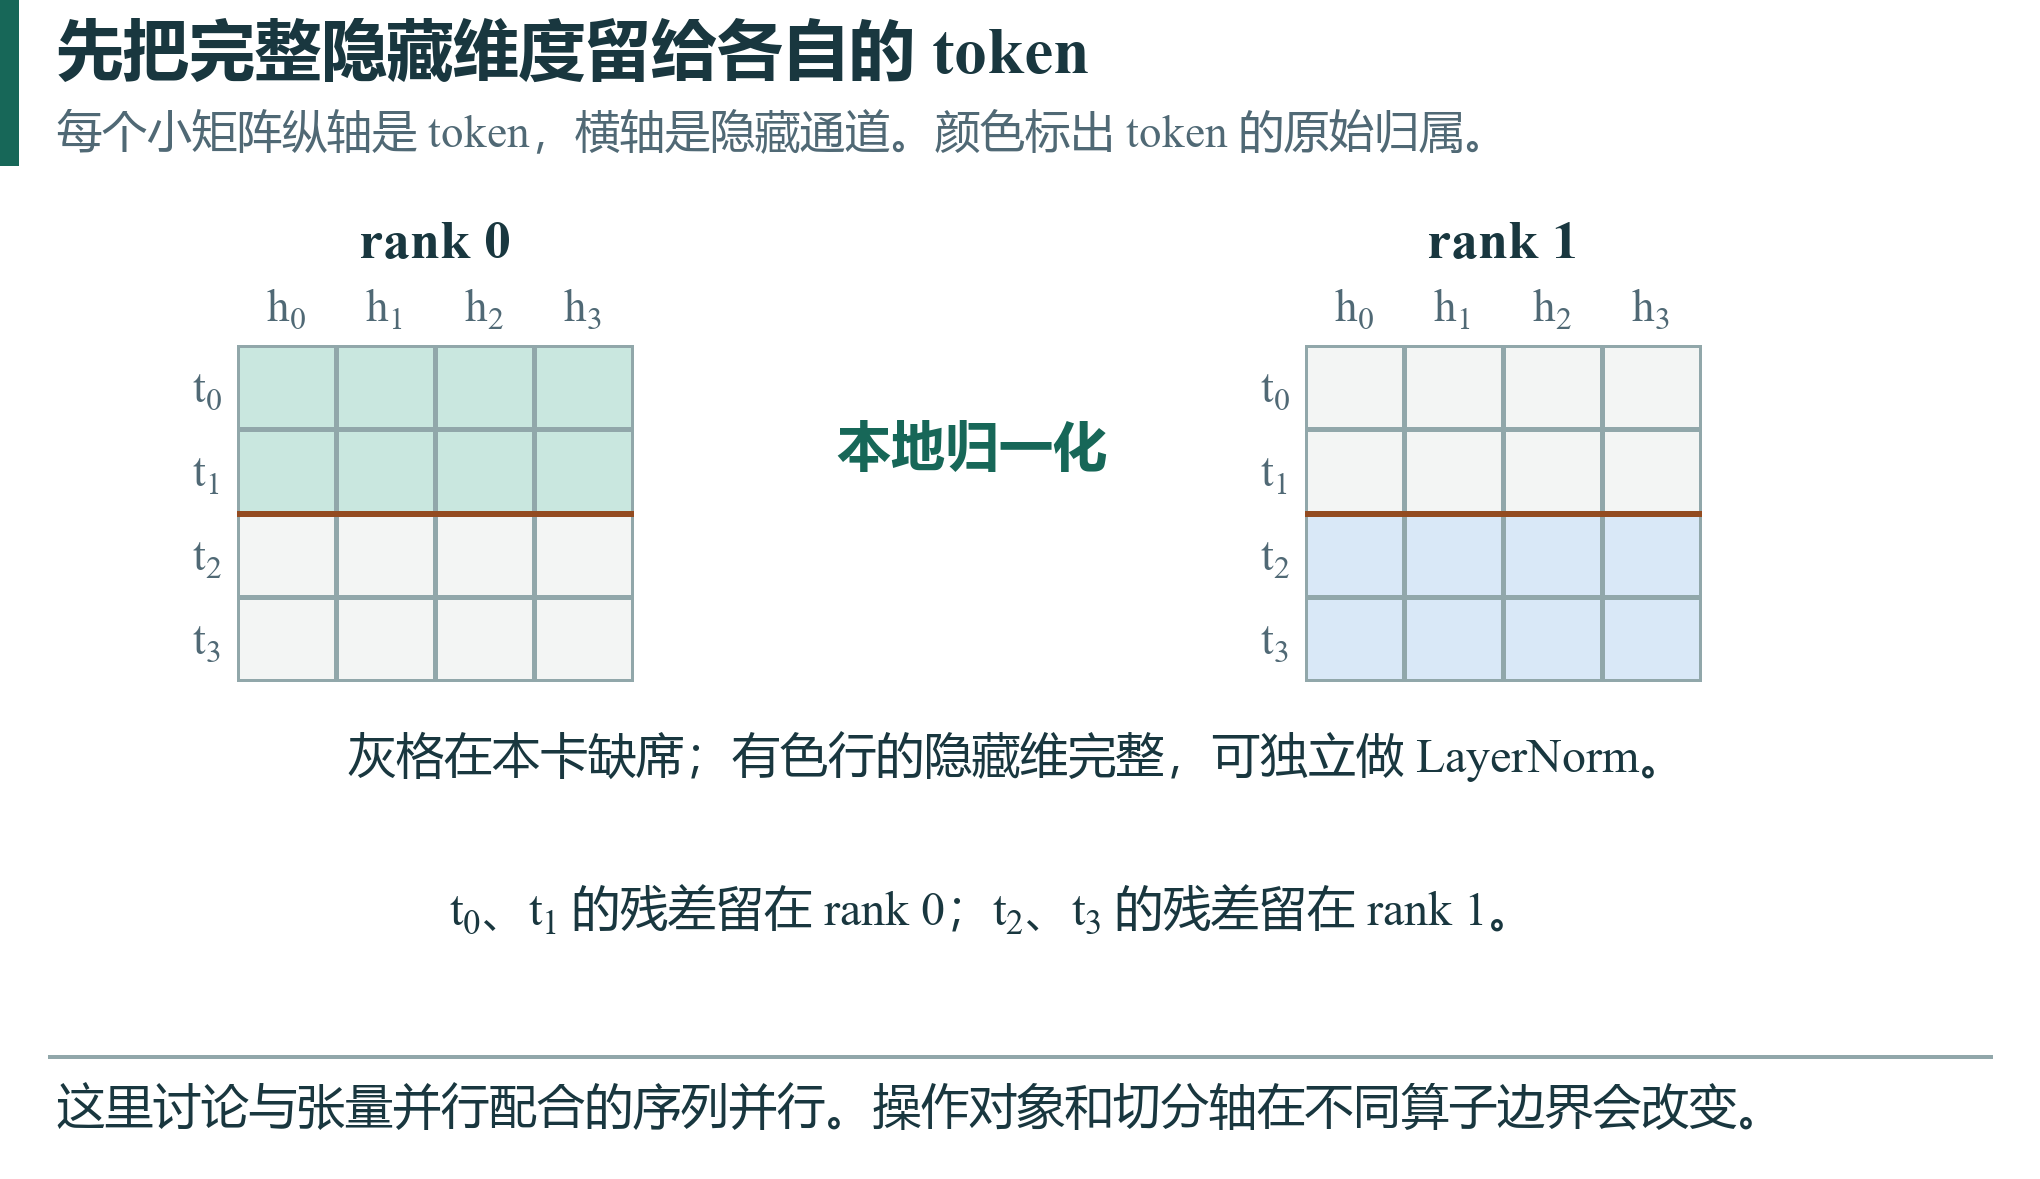 先把完整隐藏维度留给各自的 token
每个小矩阵纵轴是 token，横轴是隐藏通道。颜色标出 token 的原始归属。
rank 0
h₀ h₁ h₂ h₃
t₀
t₁
t₂
t₃
本地归一化
rank 1
h₀ h₁ h₂ h₃
t₀
t₁
t₂
t₃
灰格在本卡缺席；有色行的隐藏维完整，可独立做 LayerNorm。
t₀、t₁ 的残差留在 rank 0；t₂、t₃ 的残差留在 rank 1。
这里讨论与张量并行配合的序列并行。操作对象和切分轴在不同算子边界会改变。